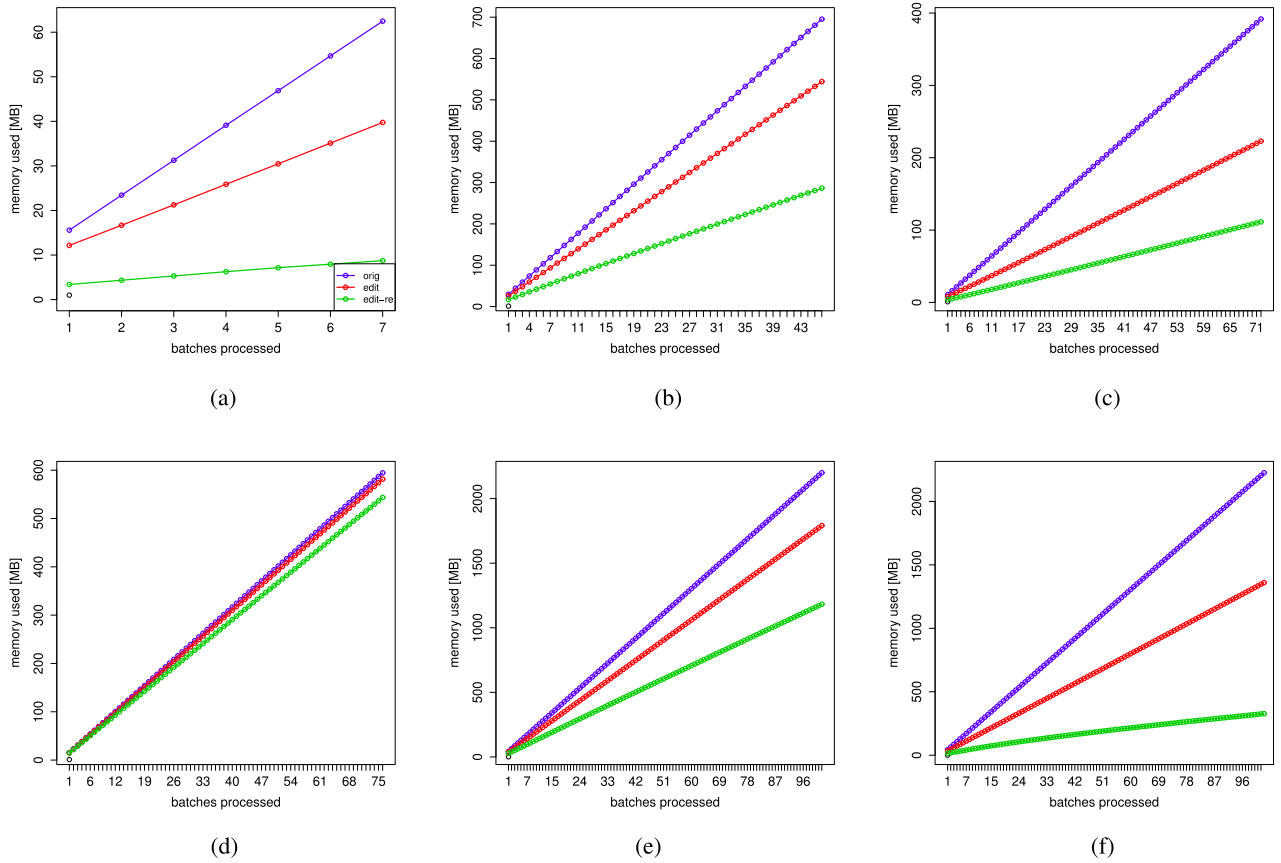 memory used [MB]
60
50
40
30
20
10
0
orig
edit
edit-re
1 2 3 4 5 6 7
batches processed
(a)
memory used [MB]
700
600
500
400
300
200
100
0
1 4 7 11 15 19 23 27 31 35 39 43
batches processed
(b)
memory used [MB]
400
300
200
100
0
1 6 11 17 23 29 35 41 47 53 59 65 71
batches processed
(c)
memory used [MB]
600
500
400
300
200
100
0
1 6 12 19 26 33 40 47 54 61 68 75
batches processed
(d)
memory used [MB]
2000
1500
1000
500
0
1 7 15 24 33 42 51 60 69 78 87 96
batches processed
(e)
memory used [MB]
2000
1500
1000
500
0
1 7 15 24 33 42 51 60 69 78 87 96
batches processed
(f)